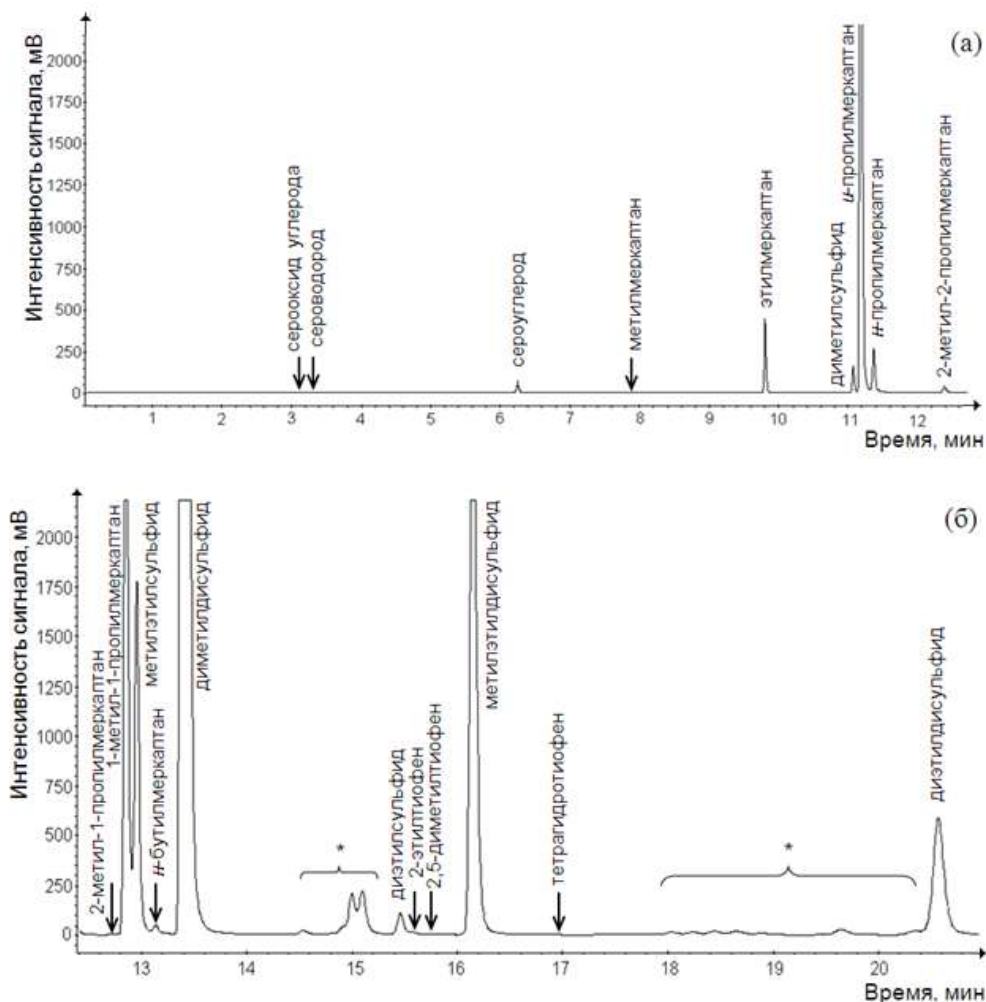 (а)
Интенсивность сигнала, мВ
2000
1750
1500
1250
1000
750
500
250
0
серооксид углерода
сероводород
сероуглерод
метилмеркаптан
этилмеркаптан
диметилсульфид
и-пропилмеркаптан
н-пропилмеркаптан
2-метил-2-пропилмеркаптан
1 2 3 4 5 6 7 8 9 10 11 12
Время, мин
(б)
Интенсивность сигнала, мВ
2000
1750
1500
1250
1000
750
500
250
0
2-метил-1-пропилмеркаптан
1-метил-1-пропилмеркаптан
метилэтилсульфид
н-бутилмеркаптан
диметилдисульфид
*
диэтилсульфид
2-этилтиофен
2,5-диметилтиофен
метилэтилдисульфид
тетрагидротиофен
*
диэтилдисульфид
13 14 15 16 17 18 19 20
Время, мин